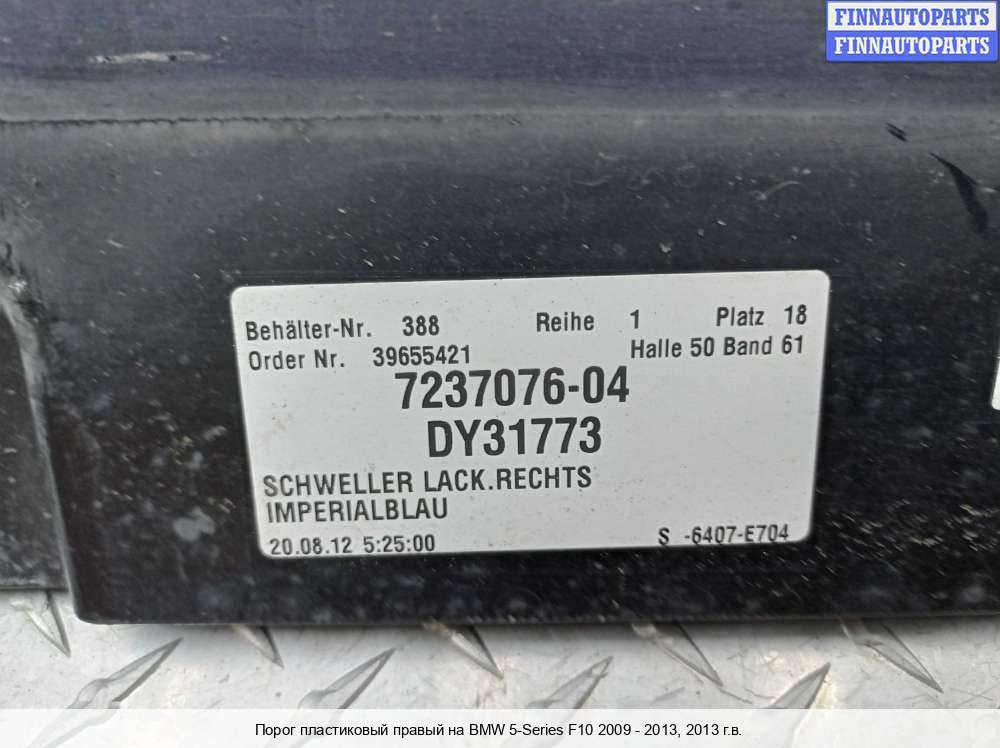 FINNAUTOPARTS
FINNAUTOPARTS
Behälter-Nr. 388 Reihe 1 Platz 18
Order Nr. 39655421 Halle 50 Band 61
7237076-04
DY31773
SCHWELLER LACK.RECHTS
IMPERIALBLAU
20.08.12 5:25:00 S -6407-E704
Порог пластиковый правый на BMW 5-Series F10 2009 - 2013, 2013 г.в.